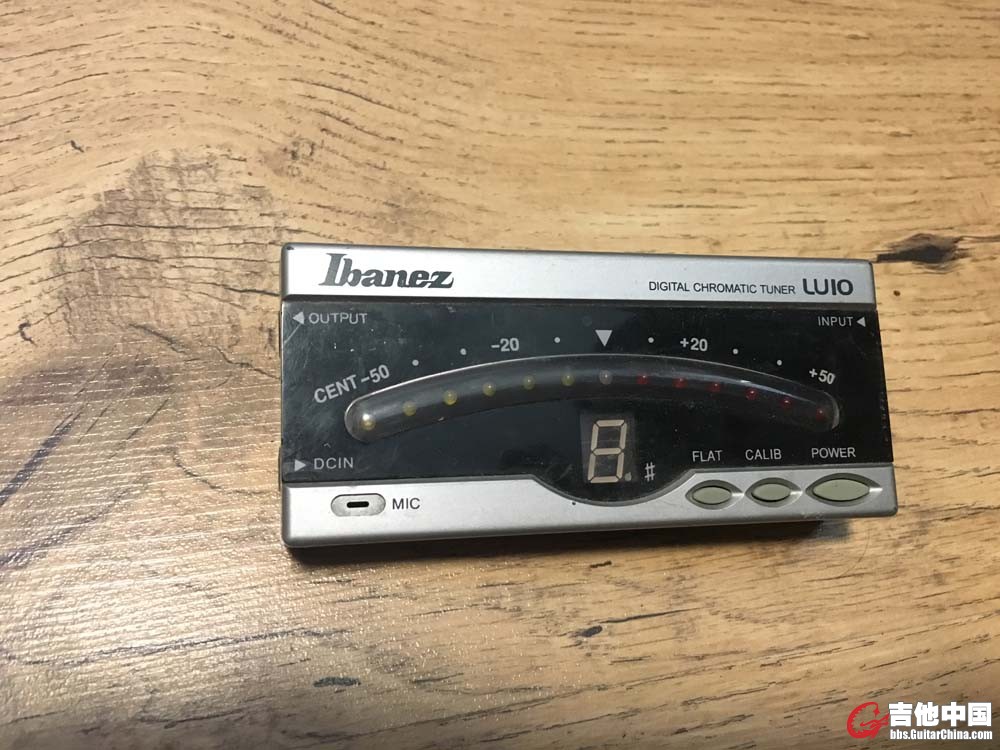 Ibanez
DIGITAL CHROMATIC TUNER LU10
◀ OUTPUT
INPUT ◀
CENT -50 • • -20 • ▼ • +20 • • +50
▶ DCIN
#
FLAT CALIB POWER
MIC
吉他中国
bbs.GuitarChina.com